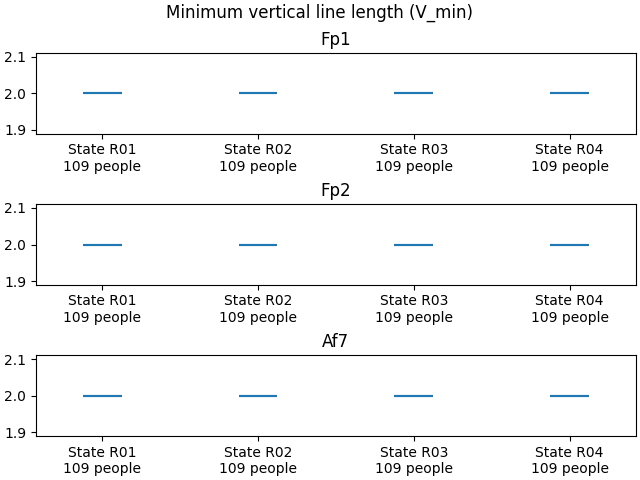 Minimum vertical line length (V_min)
Fp1
2.1
2.0
1.9
State R01 State R02 State R03 State R04
109 people 109 people 109 people 109 people
Fp2
2.1
2.0
1.9
State R01 State R02 State R03 State R04
109 people 109 people 109 people 109 people
Af7
2.1
2.0
1.9
State R01 State R02 State R03 State R04
109 people 109 people 109 people 109 people